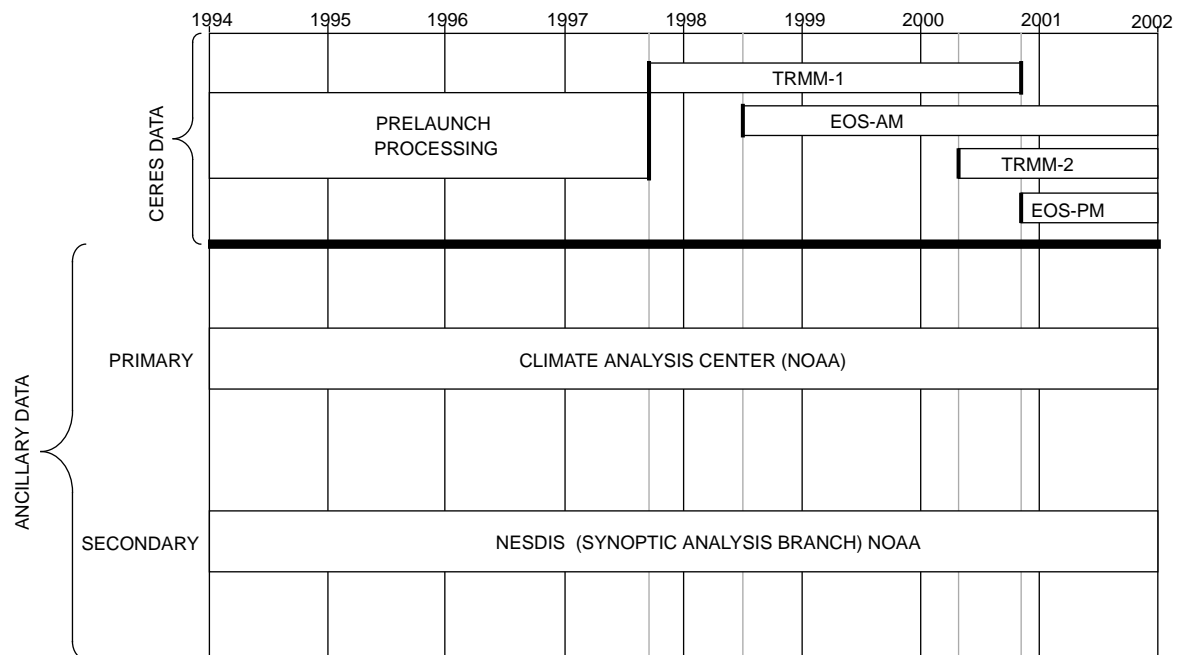 1994 1995 1996 1997 1998 1999 2000 2001 2002
CERES DATA
TRMM-1
PRELAUNCH
PROCESSING
EOS-AM
TRMM-2
EOS-PM
ANCILLARY DATA
PRIMARY
CLIMATE ANALYSIS CENTER (NOAA)
SECONDARY
NESDIS (SYNOPTIC ANALYSIS BRANCH) NOAA